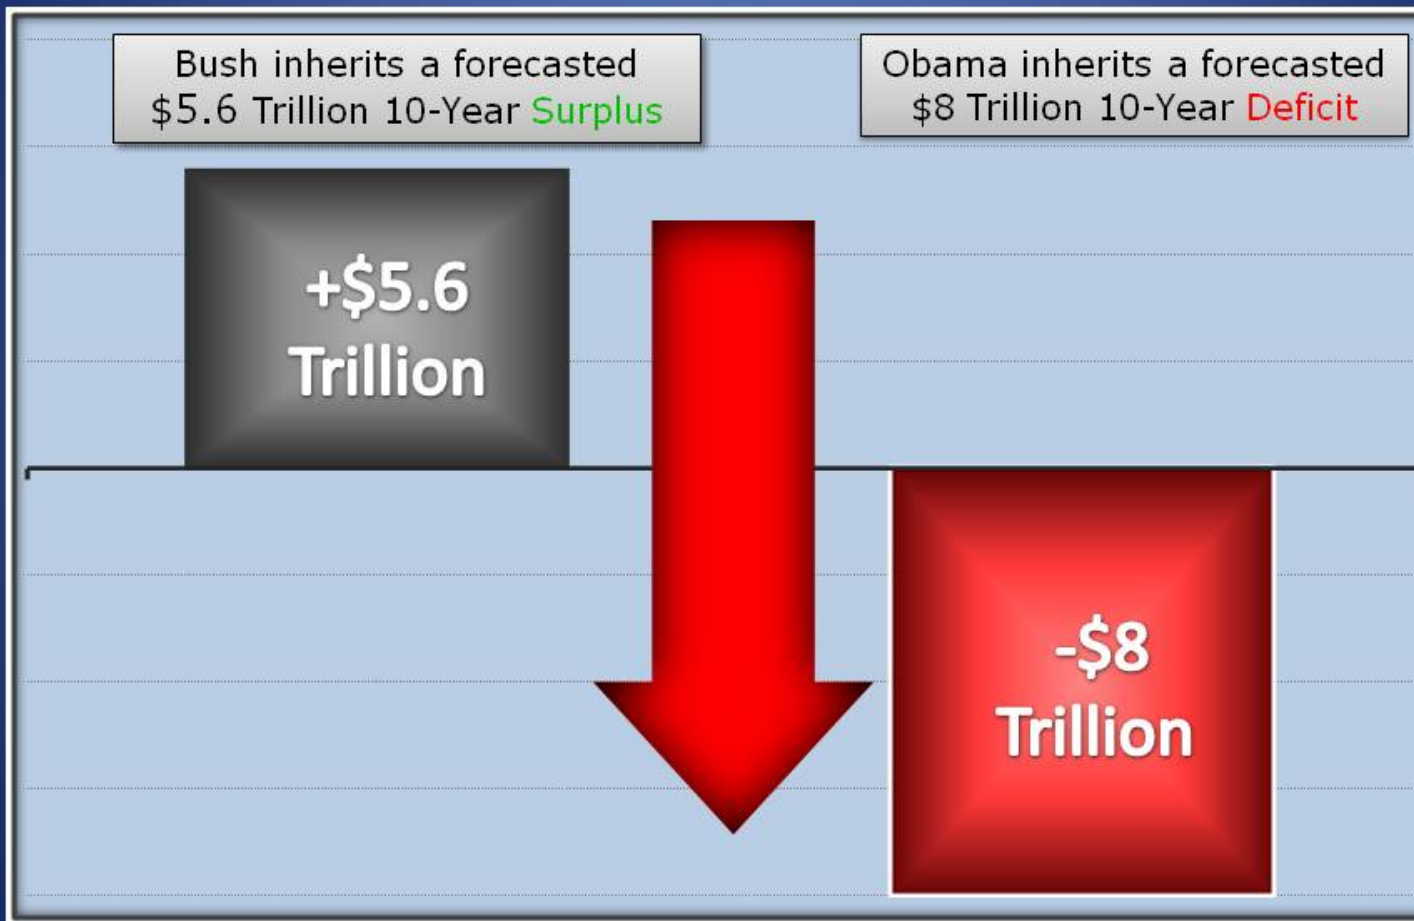 Bush inherits a forecasted
$5.6 Trillion 10-Year Surplus
Obama inherits a forecasted
$8 Trillion 10-Year Deficit
+$5.6
Trillion
-$8
Trillion